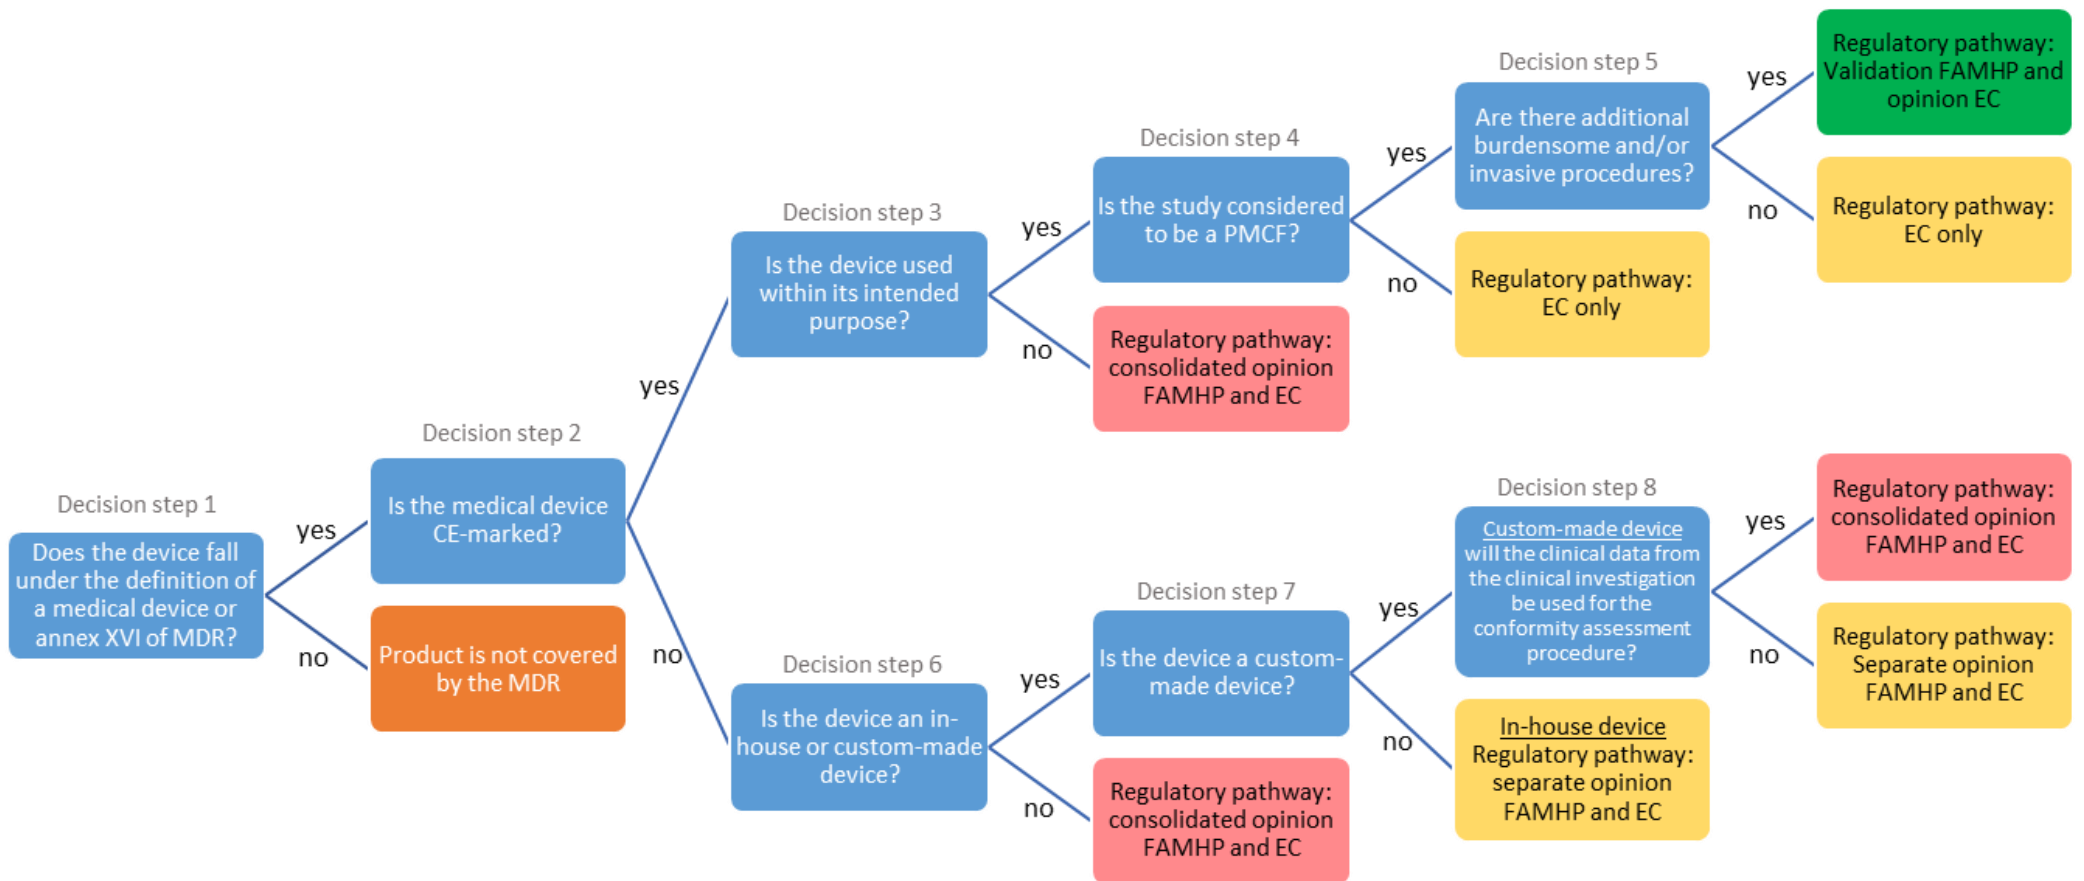 Decision step 1
Does the device fall
under the definition of
a medical device or
annex XVI of MDR?
yes
no
Decision step 2
Is the medical device
CE-marked?
Product is not covered
by the MDR
yes
no
Decision step 3
Is the device used
within its intended
purpose?
yes
no
Decision step 4
Is the study considered
to be a PMCF?
Regulatory pathway:
consolidated opinion
FAMHP and EC
yes
no
Decision step 5
Are there additional
burdensome and/or
invasive procedures?
Regulatory pathway:
EC only
yes
no
Regulatory pathway:
Validation FAMHP and
opinion EC
Regulatory pathway:
EC only
Decision step 6
Is the device an in-
house or custom-made
device?
yes
no
Decision step 7
Is the device a custom-
made device?
Regulatory pathway:
consolidated opinion
FAMHP and EC
yes
no
Decision step 8
Custom-made device
will the clinical data from
the clinical investigation
be used for the
conformity assessment
procedure?
In-house device
Regulatory pathway:
separate opinion
FAMHP and EC
yes
no
Regulatory pathway:
consolidated opinion
FAMHP and EC
Regulatory pathway:
Separate opinion
FAMHP and EC